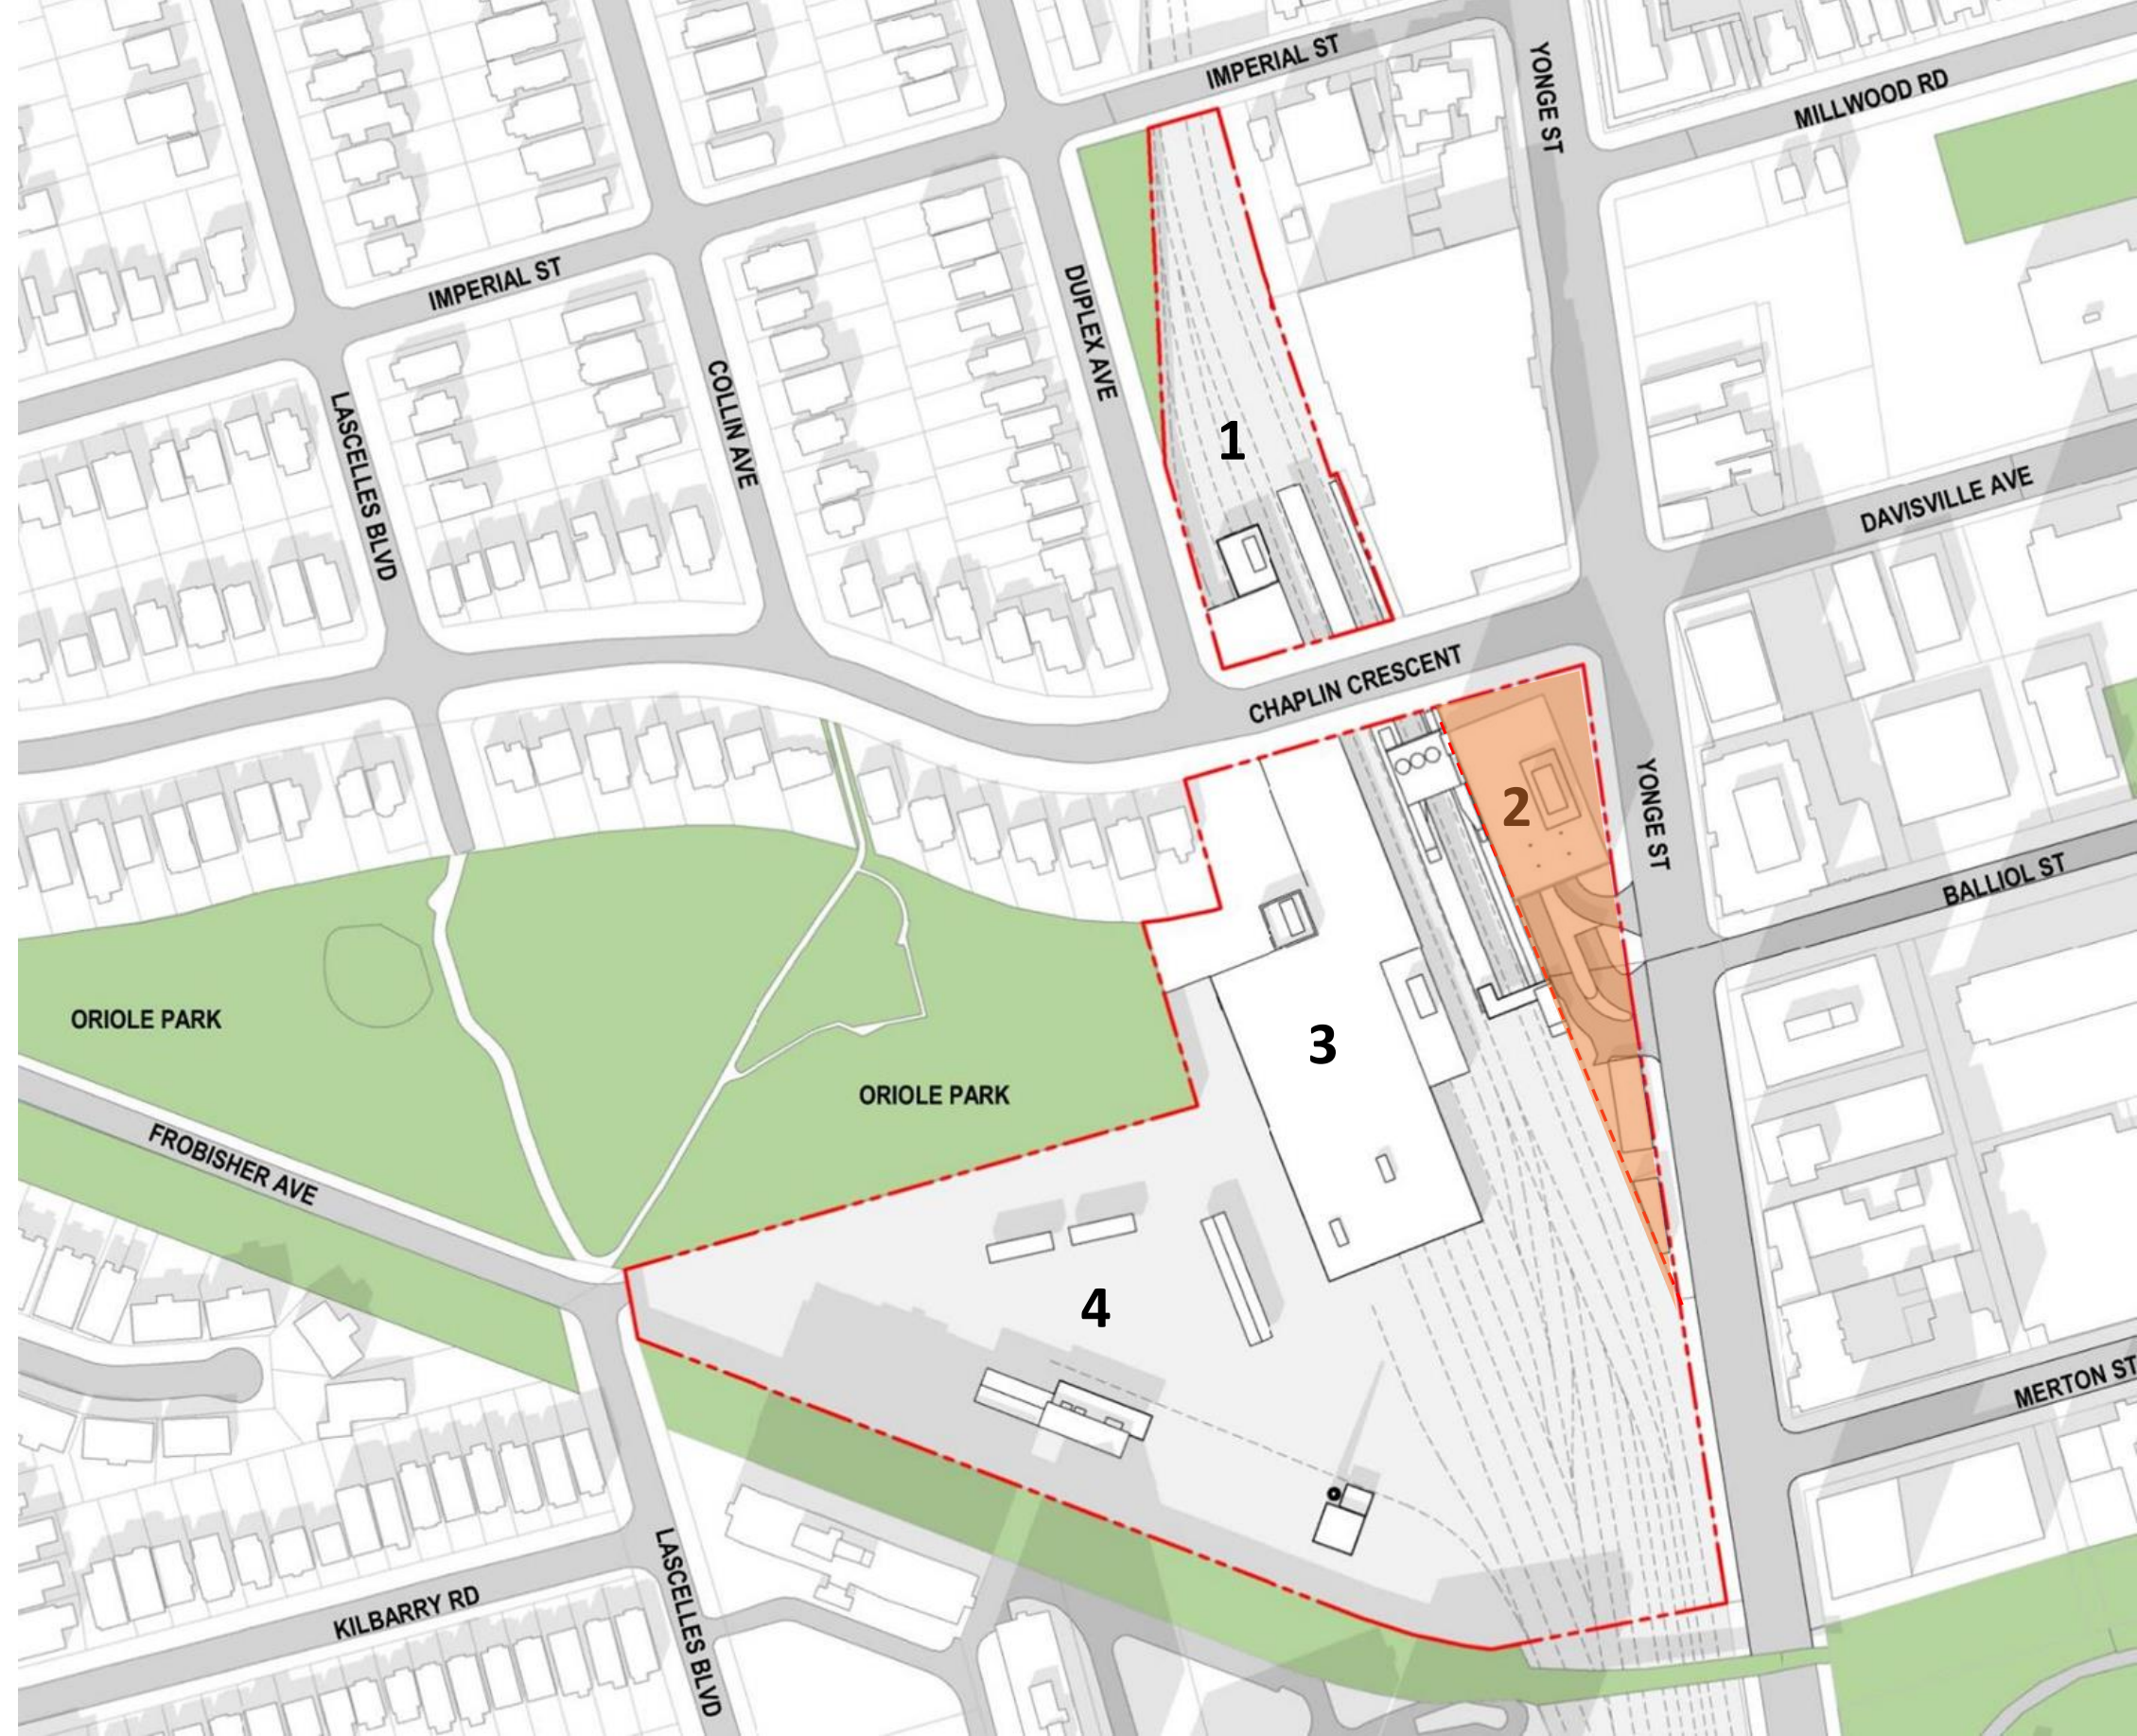 IMPERIAL ST
YONGE ST
MILLWOOD RD
IMPERIAL ST
DUPLEX AVE
COLLIN AVE
LASCELLES BLVD
1
DAVISVILLE AVE
CHAPLIN CRESCENT
2
YONGE ST
BALLIOL ST
ORIOLE PARK
3
ORIOLE PARK
FROBISHER AVE
4
MERTON ST
KILBARRY RD
LASCELLES BLVD